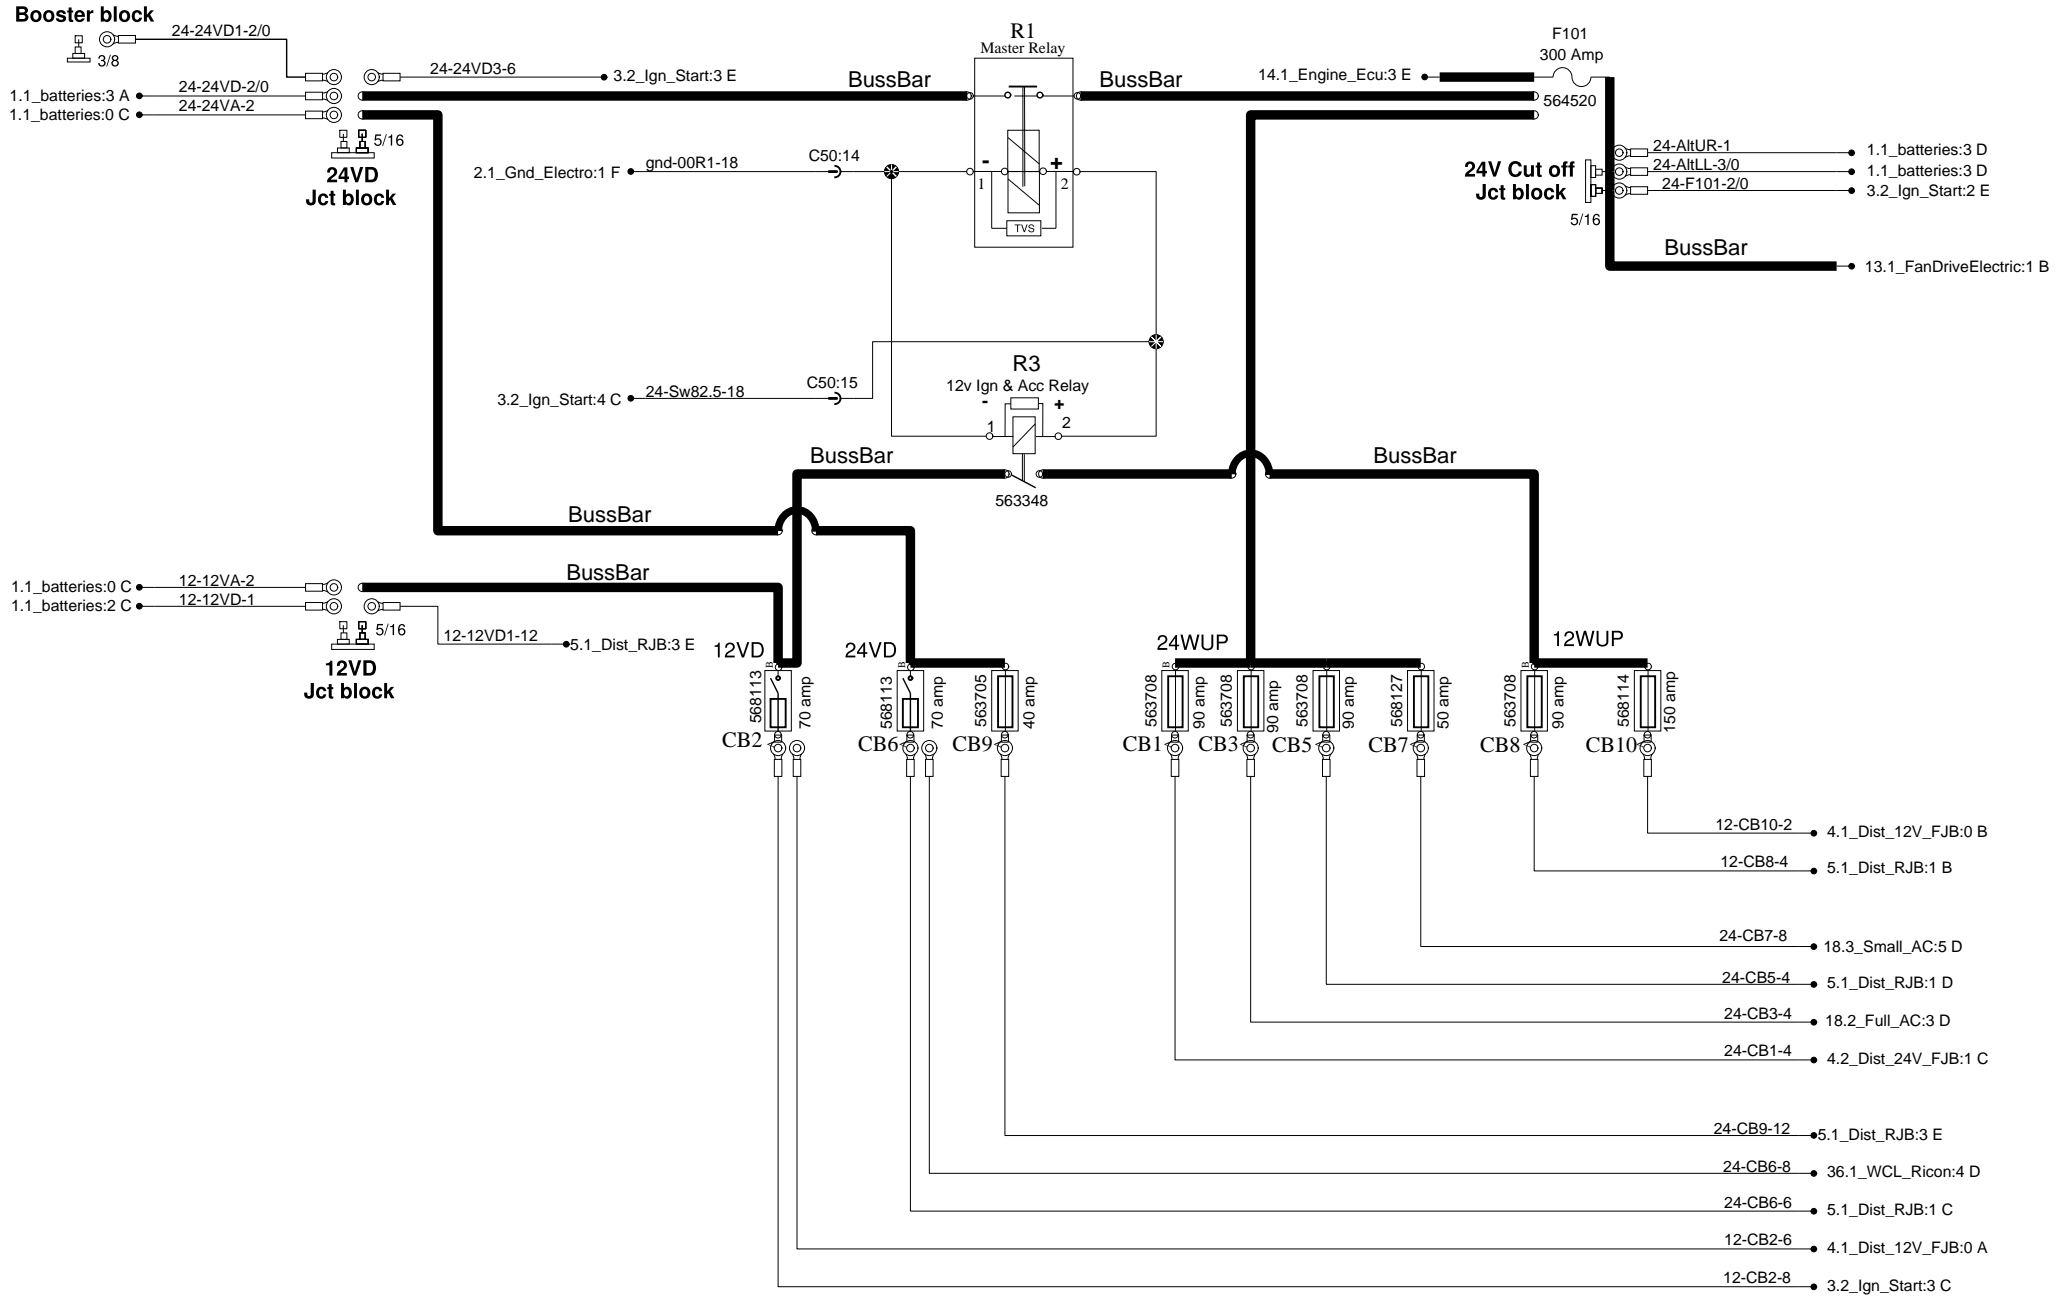 Booster block
24-24VD1-2/0
3/8
24-24VD3-6
3.2_Ign_Start:3 E
1.1_batteries:3 A
24-24VD-2/0
1.1_batteries:0 C
24-24VA-2
5/16
24VD
Jct block
BussBar
R1
Master Relay
BussBar
14.1_Engine_Ecu:3 E
F101
300 Amp
564520
2.1_Gnd_Electro:1 F
gnd-00R1-18
C50:14
-
+
1
2
TVS
24V Cut off
Jct block
5/16
24-AltUR-1
1.1_batteries:3 D
24-AltLL-3/0
1.1_batteries:3 D
24-F101-2/0
3.2_Ign_Start:2 E
BussBar
13.1_FanDriveElectric:1 B
R3
12v Ign & Acc Relay
-
+
1
2
563348
3.2_Ign_Start:4 C
24-Sw82.5-18
C50:15
BussBar
BussBar
BussBar
1.1_batteries:0 C
12-12VA-2
1.1_batteries:2 C
12-12VD-1
BussBar
5/16
12VD
Jct block
12-12VD1-12
5.1_Dist_RJB:3 E
12VD
24VD
24WUP
12WUP
B
568113
70 amp
CB2
B
568113
70 amp
CB6
563705
40 amp
CB9
B
563708
90 amp
CB1
563708
90 amp
CB3
563708
90 amp
CB5
568127
50 amp
CB7
B
563708
90 amp
CB8
568114
150 amp
CB10
12-CB10-2
4.1_Dist_12V_FJB:0 B
12-CB8-4
5.1_Dist_RJB:1 B
24-CB7-8
18.3_Small_AC:5 D
24-CB5-4
5.1_Dist_RJB:1 D
24-CB3-4
18.2_Full_AC:3 D
24-CB1-4
4.2_Dist_24V_FJB:1 C
24-CB9-12
5.1_Dist_RJB:3 E
24-CB6-8
36.1_WCL_Ricon:4 D
24-CB6-6
5.1_Dist_RJB:1 C
12-CB2-6
4.1_Dist_12V_FJB:0 A
12-CB2-8
3.2_Ign_Start:3 C